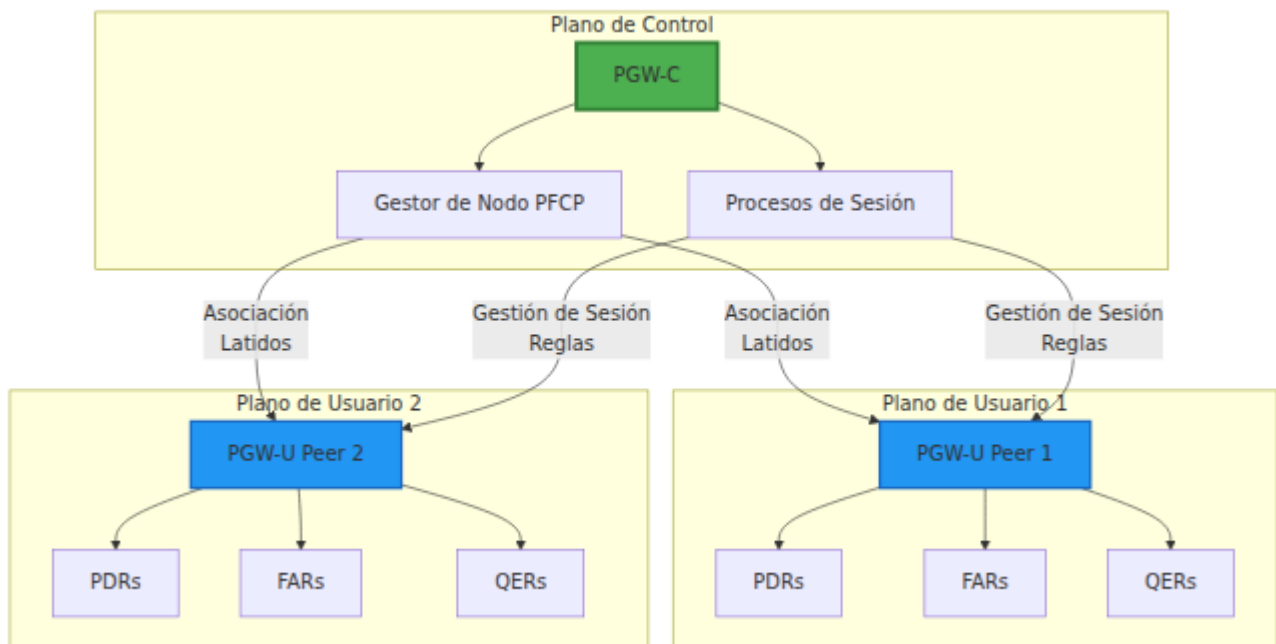 Plano de Control
PGW-C
Gestor de Nodo PFCP
Procesos de Sesión
Asociación
Latidos
Gestión de Sesión
Reglas
Asociación
Latidos
Gestión de Sesión
Reglas
Plano de Usuario 2
PGW-U Peer 2
PDRs
FARs
QERs
Plano de Usuario 1
PGW-U Peer 1
PDRs
FARs
QERs